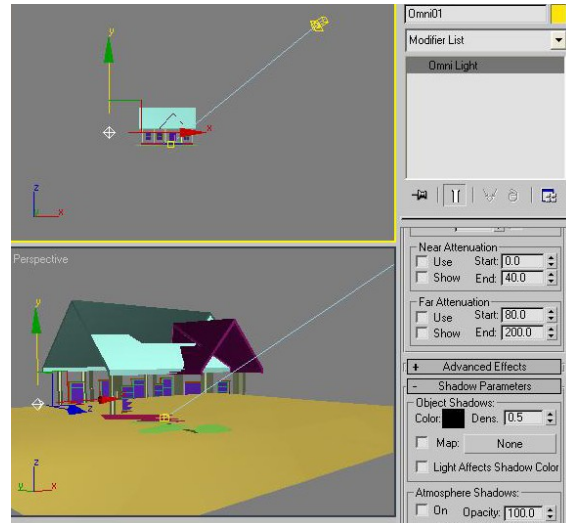 Omni01
Modifier List
Omni Light
y
x
z
y x
Near Attenuation
Use Start: 0.0
Show End: 40.0
Far Attenuation
Use Start: 80.0
Show End: 200.0
+ Advanced Effects
- Shadow Parameters
Object Shadows:
Color: Dens. 0.5
Map: None
Light Affects Shadow Color
Atmosphere Shadows:
On Opacity: 100.0
Perspective
y
x
z
z
y x